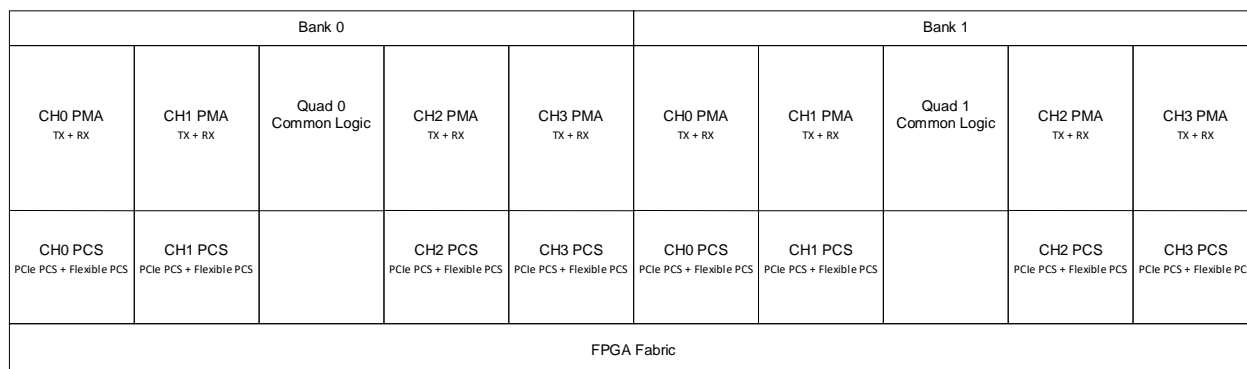 Bank 0
Bank 1
CH0 PMA
TX + RX
CH1 PMA
TX + RX
Quad 0
Common Logic
CH2 PMA
TX + RX
CH3 PMA
TX + RX
CH0 PMA
TX + RX
CH1 PMA
TX + RX
Quad 1
Common Logic
CH2 PMA
TX + RX
CH3 PMA
TX + RX
CH0 PCS
PCIe PCS + Flexible PCS
CH1 PCS
PCIe PCS + Flexible PCS
CH2 PCS
PCIe PCS + Flexible PCS
CH3 PCS
PCIe PCS + Flexible PCS
CH0 PCS
PCIe PCS + Flexible PCS
CH1 PCS
PCIe PCS + Flexible PCS
CH2 PCS
PCIe PCS + Flexible PCS
CH3 PCS
PCIe PCS + Flexible PC
FPGA Fabric